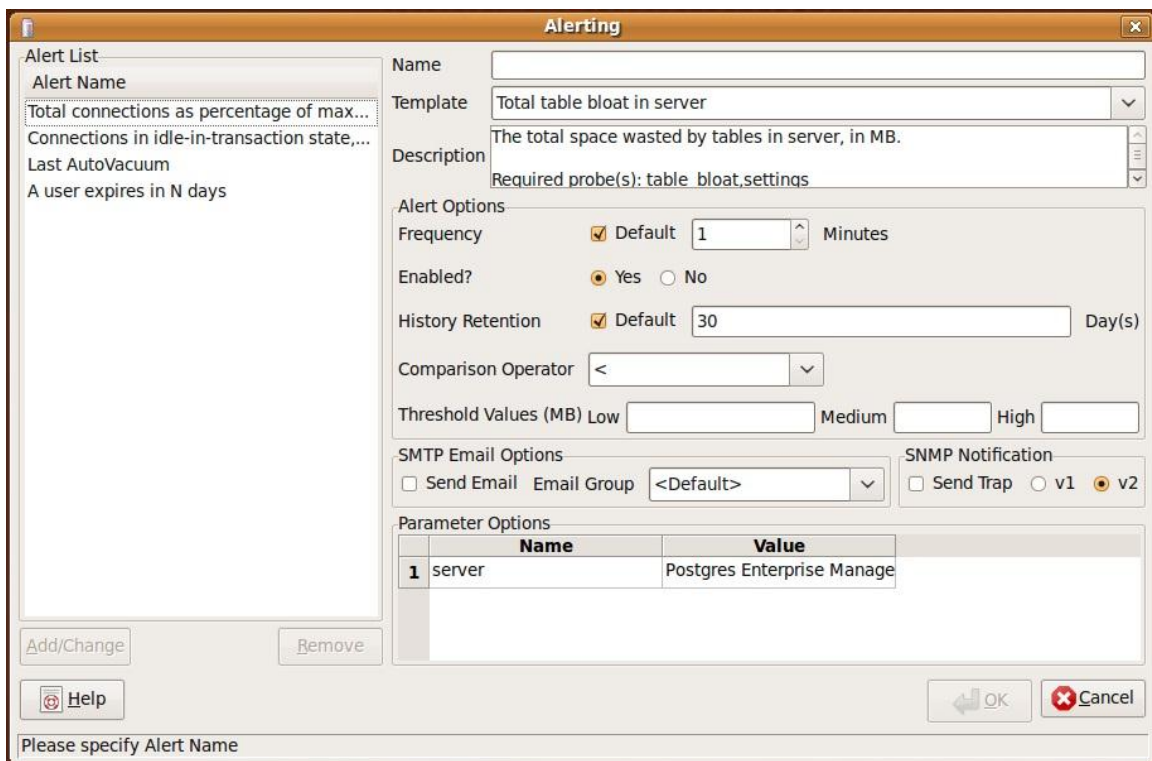 Alerting
Alert List
Alert Name
Total connections as percentage of max...
Connections in idle-in-transaction state,...
Last AutoVacuum
A user expires in N days
Add/Change
Remove
Name
Template Total table bloat in server
Description
The total space wasted by tables in server, in MB.
Required probe(s): table_bloat,settings
Alert Options
Frequency Default 1 Minutes
Enabled? Yes No
History Retention Default 30 Day(s)
Comparison Operator <
Threshold Values (MB) Low Medium High
SMTP Email Options
Send Email Email Group <Default>
SNMP Notification
Send Trap v1 v2
Parameter Options
Name Value
1 server Postgres Enterprise Manage
Help
OK
Cancel
Please specify Alert Name